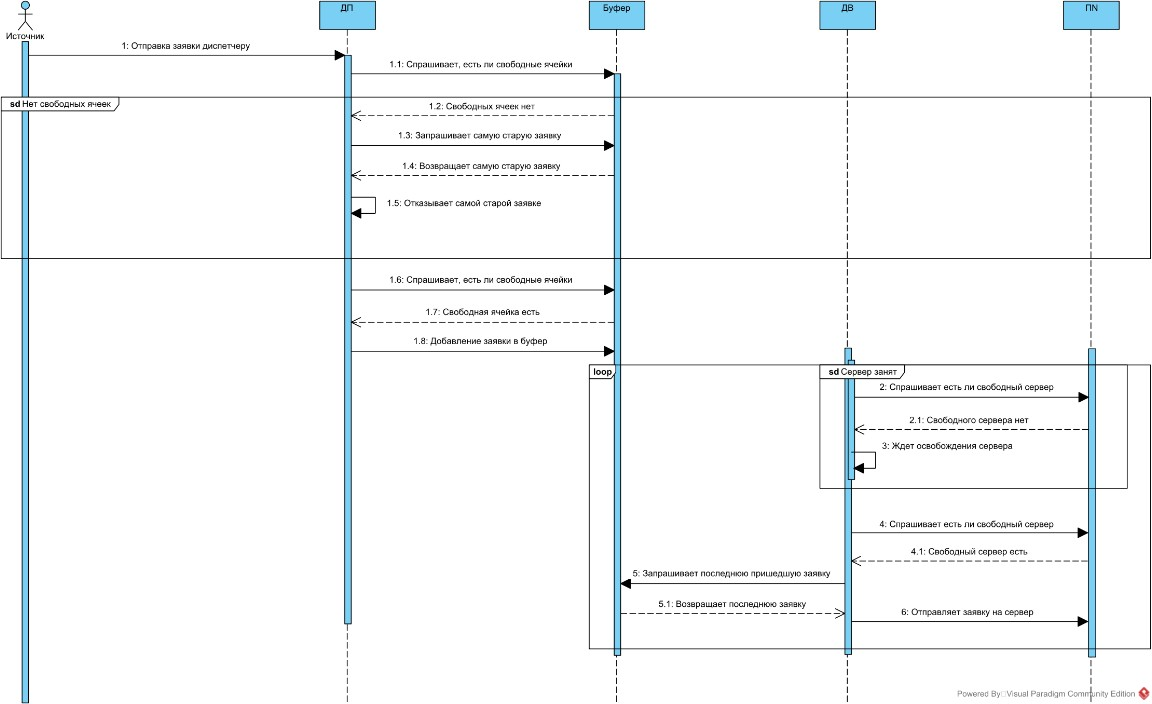 ДП
Буфер
ДВ
ПN
Источник
1: Отправка заявки диспетчеру
1.1: Спрашивает, есть ли свободные ячейки
sd Нет свободных ячеек
1.2: Свободных ячеек нет
1.3: Запрашивает самую старую заявку
1.4: Возвращает самую старую заявку
1.5: Отказывает самой старой заявке
1.6: Спрашивает, есть ли свободные ячейки
1.7: Свободная ячейка есть
1.8: Добавление заявки в буфер
loop
sd Сервер занят
2: Спрашивает есть ли свободный сервер
2.1: Свободного сервера нет
3: Ждет освобождения сервера
4: Спрашивает есть ли свободный сервер
4.1: Свободный сервер есть
5: Запрашивает последнюю пришедшую заявку
5.1: Возвращает последнюю заявку
6: Отправляет заявку на сервер
Powered By Visual Paradigm Community Edition